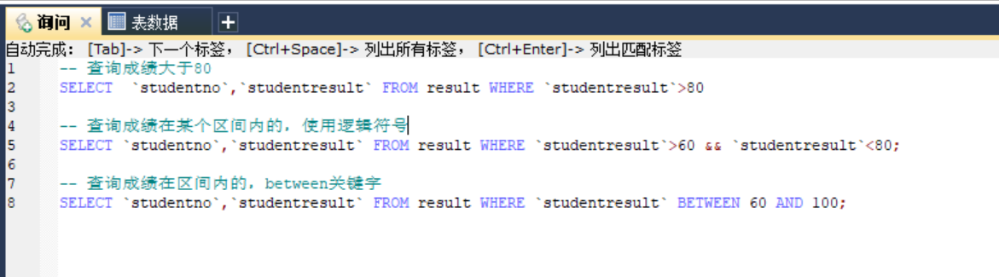 询问 × 表数据 +
自动完成： [Tab]-> 下一个标签， [Ctrl+Space]-> 列出所有标签， [Ctrl+Enter]-> 列出匹配标签
1 -- 查询成绩大于80
2 SELECT  `studentno`,`studentresult` FROM result WHERE `studentresult`>80
3
4 -- 查询成绩在某个区间内的，使用逻辑符号
5 SELECT `studentno`,`studentresult` FROM result WHERE `studentresult`>60 && `studentresult`<80;
6
7 -- 查询成绩在区间内的，between关键字
8 SELECT `studentno`,`studentresult` FROM result WHERE `studentresult` BETWEEN 60 AND 100;